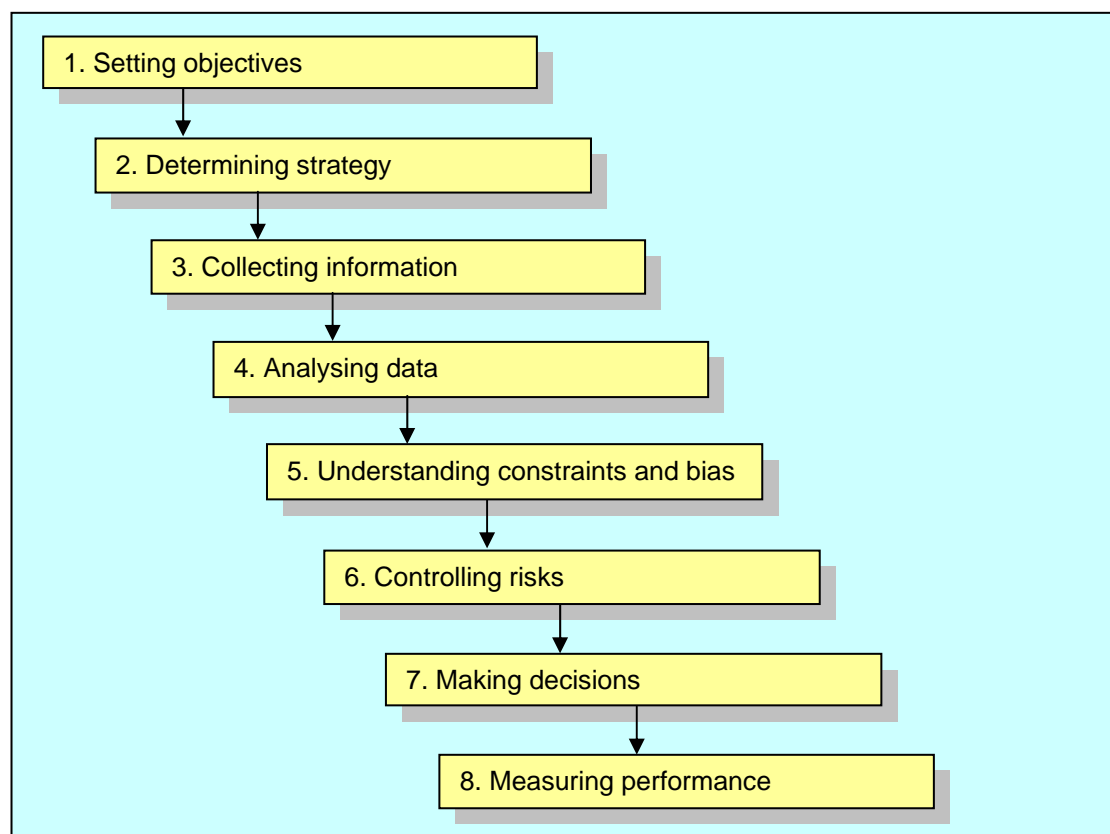 1. Setting objectives
2. Determining strategy
3. Collecting information
4. Analysing data
5. Understanding constraints and bias
6. Controlling risks
7. Making decisions
8. Measuring performance